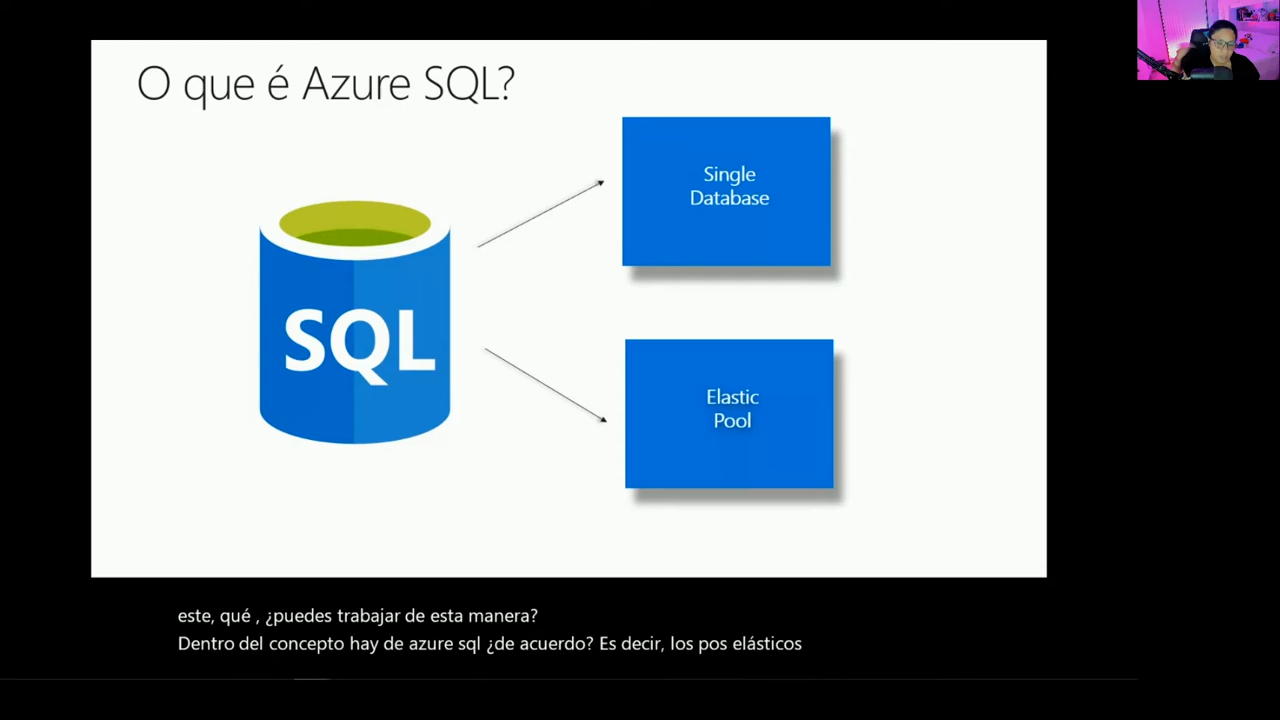 O que é Azure SQL?
Single
Database
SQL
Elastic
Pool
este, qué , ¿puedes trabajar de esta manera?
Dentro del concepto hay de azure sql ¿de acuerdo? Es decir, los pos elásticos